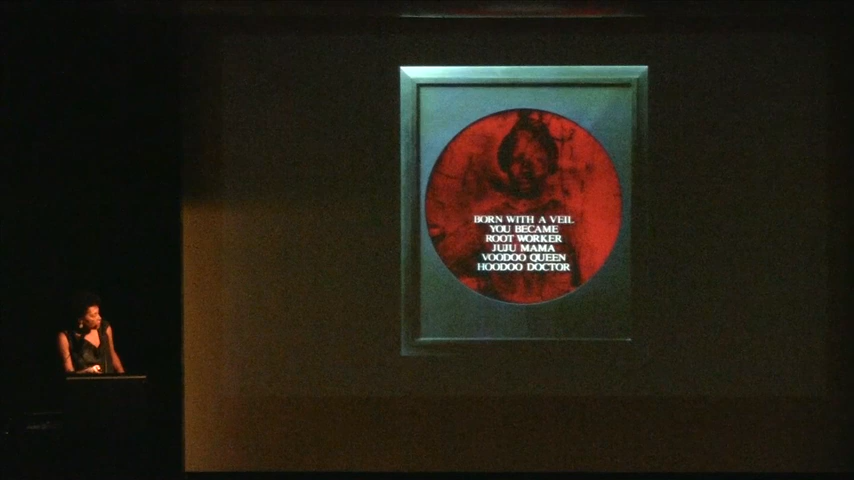 BORN WITH A VEIL
YOU BECAME
ROOT WORKER
JUJU MAMA
VOODOO QUEEN
HOODOO DOCTOR